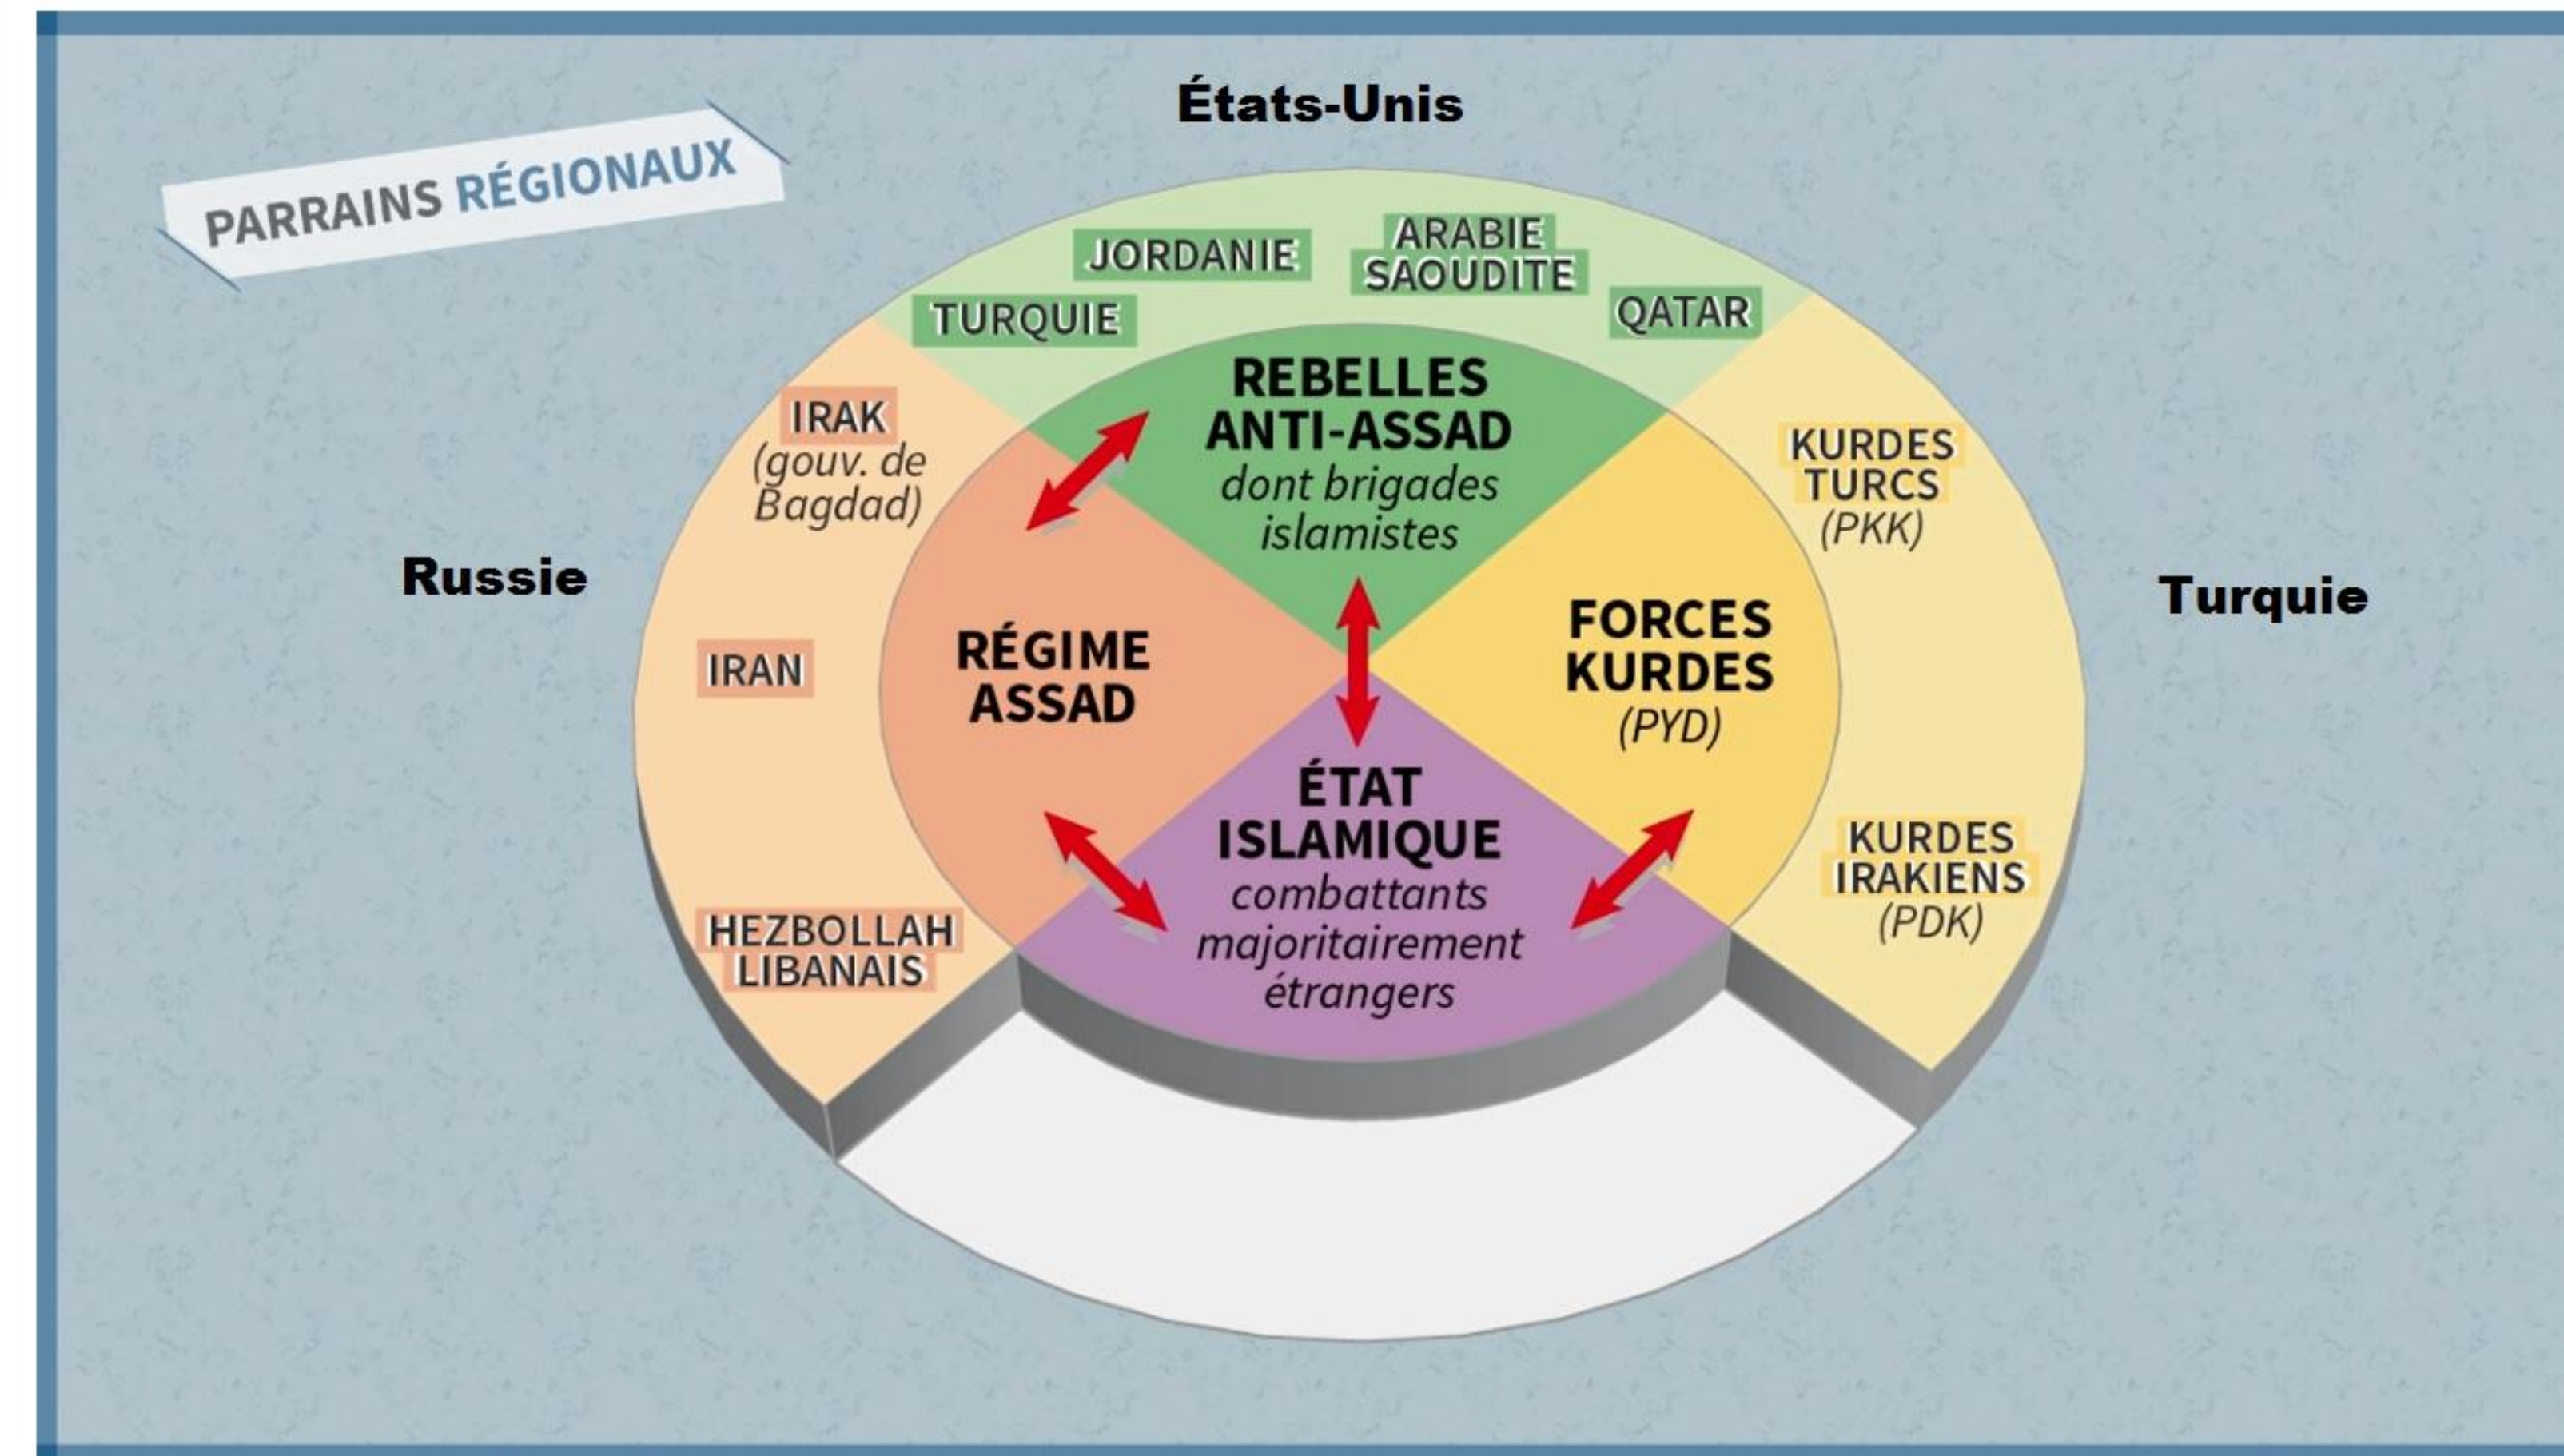 États-Unis
PARRAINS RÉGIONAUX
JORDANIE
ARABIE
SAOUDITE
TURQUIE
QATAR
REBELLES
ANTI-ASSAD
dont brigades
islamistes
IRAK
(gouv. de
Bagdad)
KURDES
TURCS
(PKK)
Russie
Turquie
IRAN
RÉGIME
ASSAD
FORCES
KURDES
(PYD)
ÉTAT
ISLAMIQUE
combattants
majoritairement
étrangers
HEZBOLLAH
LIBANAIS
KURDES
IRAKIENS
(PDK)